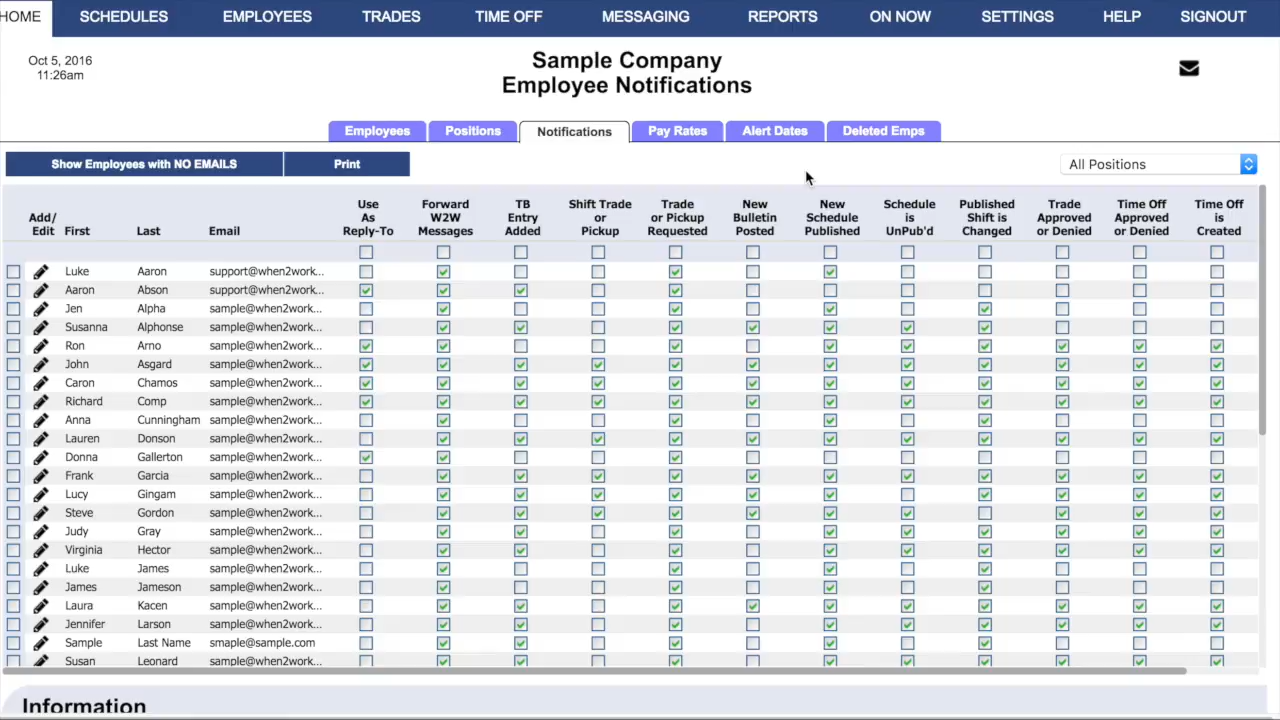 HOME SCHEDULES EMPLOYEES TRADES TIME OFF MESSAGING REPORTS ON NOW SETTINGS HELP SIGNOUT
Oct 5, 2016
11:26am
Sample Company
Employee Notifications
Employees Positions Notifications Pay Rates Alert Dates Deleted Emps
Show Employees with NO EMAILS Print All Positions
Use Forward TB Shift Trade Trade New New Schedule Published Trade Time Off Time Off
Add/ As W2W Entry or or Pickup Bulletin Schedule is Shift is Approved Approved is
Edit First Last Email Reply-To Messages Added Pickup Requested Posted Published UnPub'd Changed or Denied or Denied Created
Luke Aaron support@when2work...
Aaron Abson support@when2work...
Jen Alpha sample@when2work...
Susanna Alphonse sample@when2work...
Ron Arno sample@when2work...
John Asgard sample@when2work...
Caron Chamos sample@when2work...
Richard Comp sample@when2work...
Anna Cunningham sample@when2work...
Lauren Donson sample@when2work...
Donna Gallerton sample@when2work...
Frank Garcia sample@when2work...
Lucy Gingam sample@when2work...
Steve Gordon sample@when2work...
Judy Gray sample@when2work...
Virginia Hector sample@when2work...
Luke James sample@when2work...
James Jameson sample@when2work...
Laura Kacen sample@when2work...
Jennifer Larson sample@when2work...
Sample Last Name smaple@sample.com
Susan Leonard sample@when2work...
Information